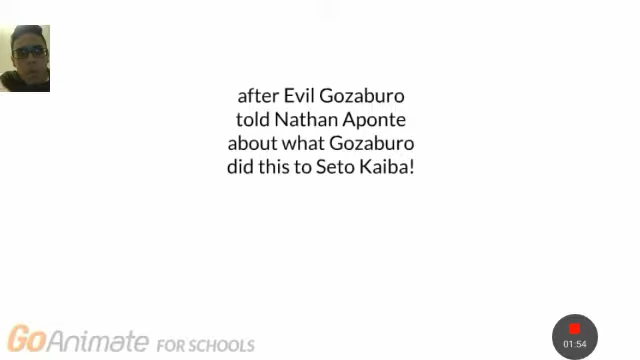 after Evil Gozaburo
told Nathan Aponte
about what Gozaburo
did this to Seto Kaiba!
GoAnimate FOR SCHOOLS
01:54